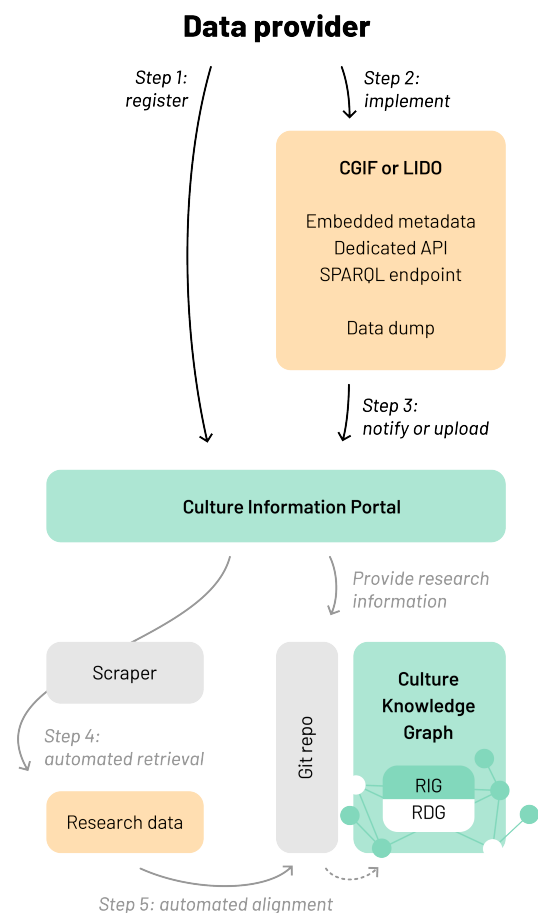 Data provider
Step 1:
register
Step 2:
implement
CGIF or LIDO
Embedded metadata
Dedicated API
SPARQL endpoint
Data dump
Step 3:
notify or upload
Culture Information Portal
Provide research
information
Scraper
Step 4:
automated retrieval
Research data
Git repo
Culture
Knowledge
Graph
RIG
RDG
Step 5: automated alignment